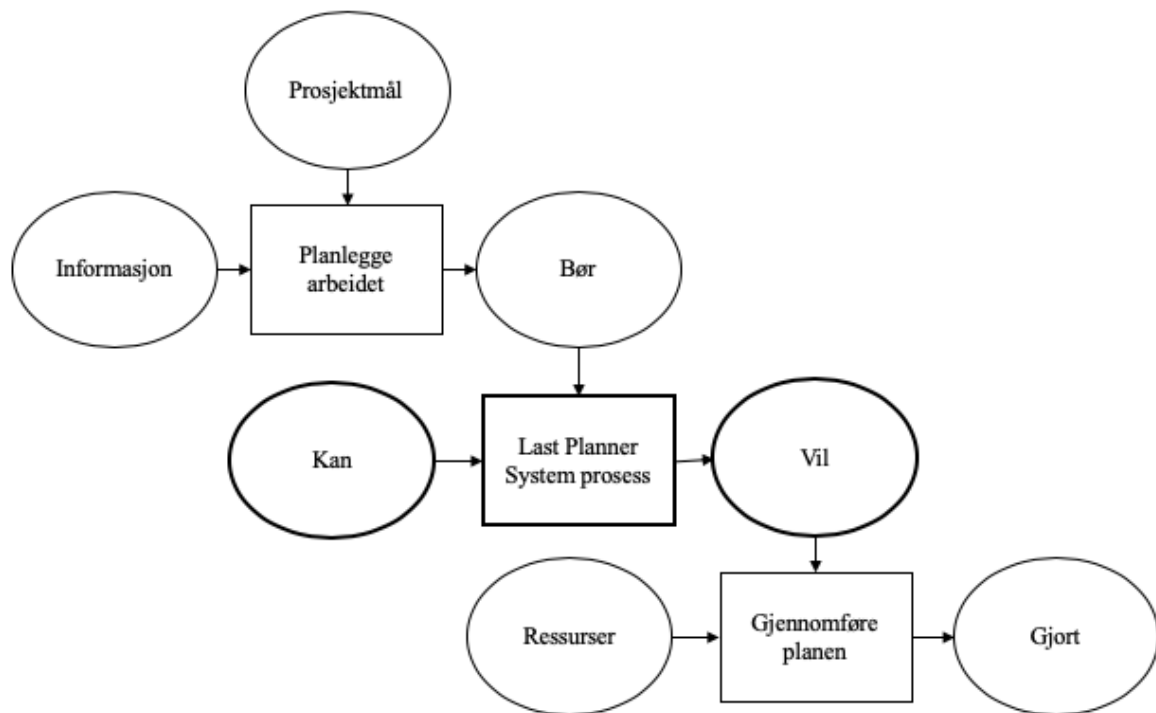 Prosjektmål
Informasjon
Planlegge
arbeidet
Bør
Kan
Last Planner
System prosess
Vil
Ressurser
Gjennomføre
planen
Gjort